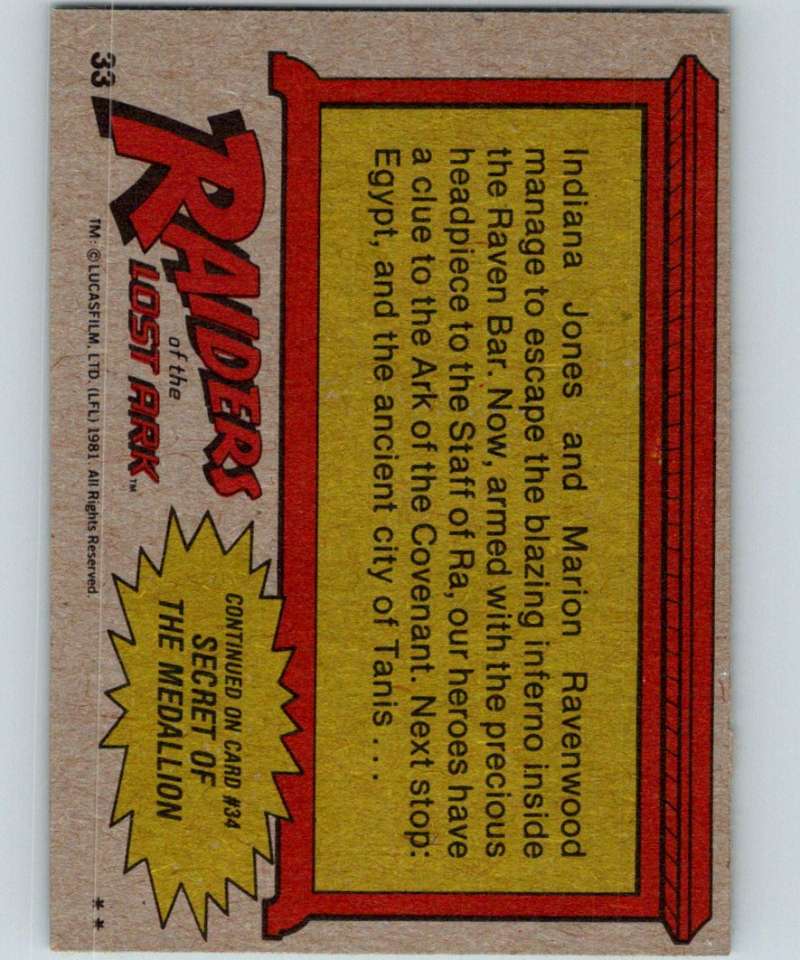 Indiana Jones and Marion Ravenwood
manage to escape the blazing inferno inside
the Raven Bar. Now, armed with the precious
headpiece to the Staff of Ra, our heroes have
a clue to the Ark of the Covenant. Next stop:
Egypt, and the ancient city of Tanis . . .
RAIDERS
of the
LOST ARK™
CONTINUED ON CARD #34
SECRET OF
THE MEDALLION
33
TM: © LUCASFILM, LTD. (LFL) 1981 All Rights Reserved.
**